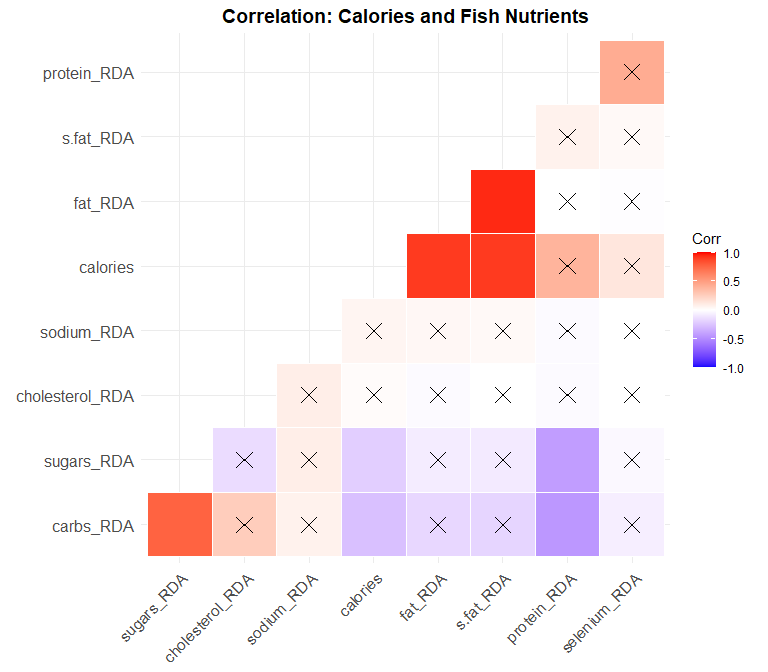 Correlation: Calories and Fish Nutrients
protein_RDA
s.fat_RDA
fat_RDA
calories
sodium_RDA
cholesterol_RDA
sugars_RDA
carbs_RDA
sugars_RDA
cholesterol_RDA
sodium_RDA
calories
fat_RDA
s.fat_RDA
protein_RDA
selenium_RDA
Corr
1.0
0.5
0.0
-0.5
-1.0